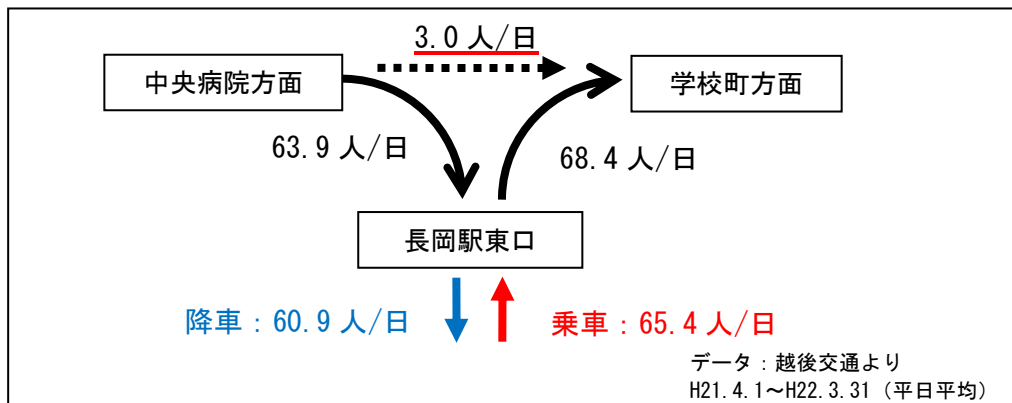 3.0 人/日
中央病院方面
学校町方面
63.9 人/日
68.4 人/日
長岡駅東口
降車：60.9 人/日
乗車：65.4 人/日
データ：越後交通より
H21.4.1～H22.3.31（平日平均）